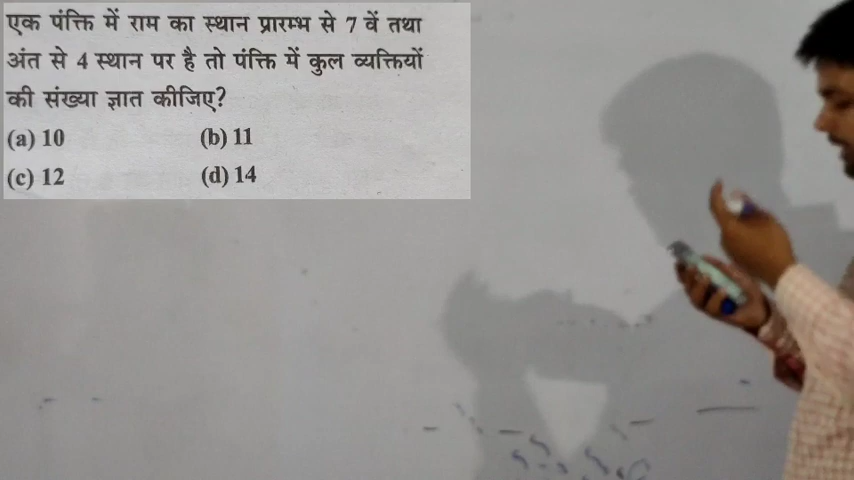 एक पंक्ति में राम का स्थान प्रारम्भ से 7 वें तथा
अंत से 4 स्थान पर है तो पंक्ति में कुल व्यक्तियों
की संख्या ज्ञात कीजिए?
(a) 10 (b) 11
(c) 12 (d) 14